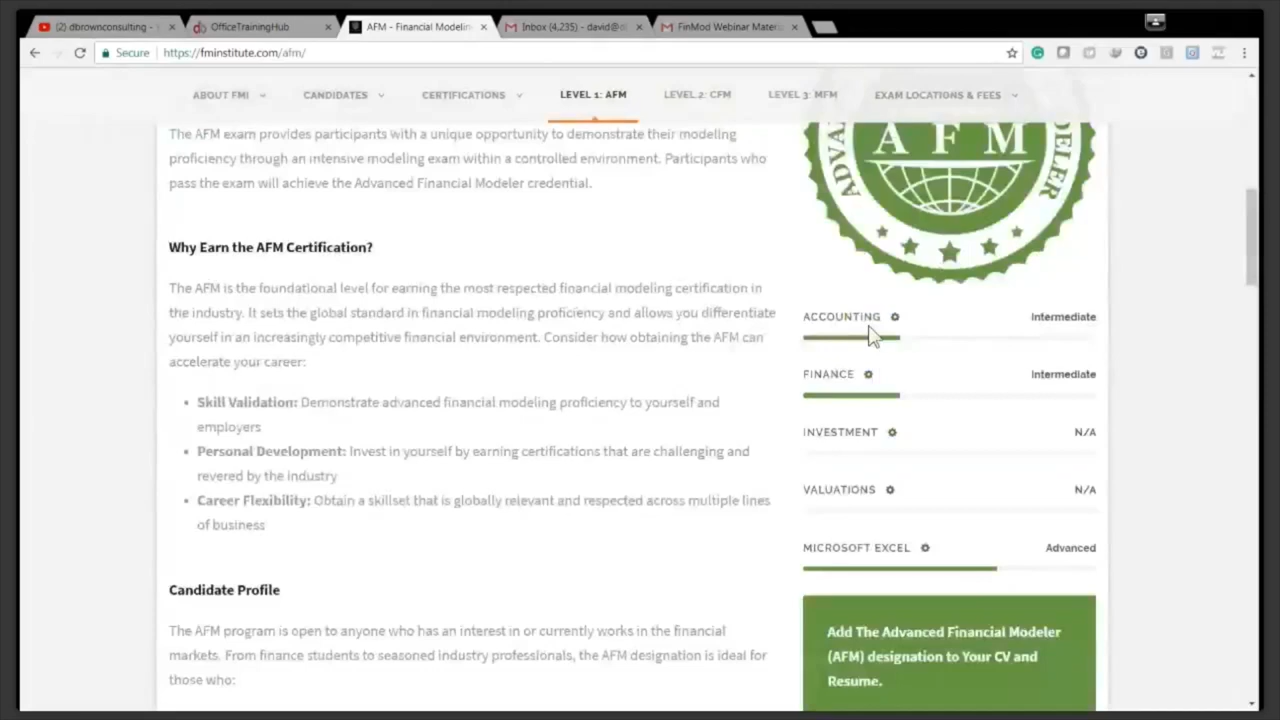 (2) dbrownconsulting -
OfficeTrainingHub
AFM - Financial Modelin
Inbox (4,235) - david@d
FinMod Webinar Materi
Secure
https://fminstitute.com/afm/
ABOUT FMI
CANDIDATES
CERTIFICATIONS
LEVEL 1: AFM
LEVEL 2: CFM
LEVEL 3: MFM
EXAM LOCATIONS & FEES
The AFM exam provides participants with a unique opportunity to demonstrate their modeling
proficiency through an intensive modeling exam within a controlled environment. Participants who
pass the exam will achieve the Advanced Financial Modeler credential.
Why Earn the AFM Certification?
The AFM is the foundational level for earning the most respected financial modeling certification in
the industry. It sets the global standard in financial modeling proficiency and allows you differentiate
yourself in an increasingly competitive financial environment. Consider how obtaining the AFM can
accelerate your career:
• Skill Validation: Demonstrate advanced financial modeling proficiency to yourself and
employers
• Personal Development: Invest in yourself by earning certifications that are challenging and
revered by the industry
• Career Flexibility: Obtain a skillset that is globally relevant and respected across multiple lines
of business
Candidate Profile
The AFM program is open to anyone who has an interest in or currently works in the financial
markets. From finance students to seasoned industry professionals, the AFM designation is ideal for
those who:
AFM
ADVA
DELER
ACCOUNTING
Intermediate
FINANCE
Intermediate
INVESTMENT
N/A
VALUATIONS
N/A
MICROSOFT EXCEL
Advanced
Add The Advanced Financial Modeler
(AFM) designation to Your CV and
Resume.